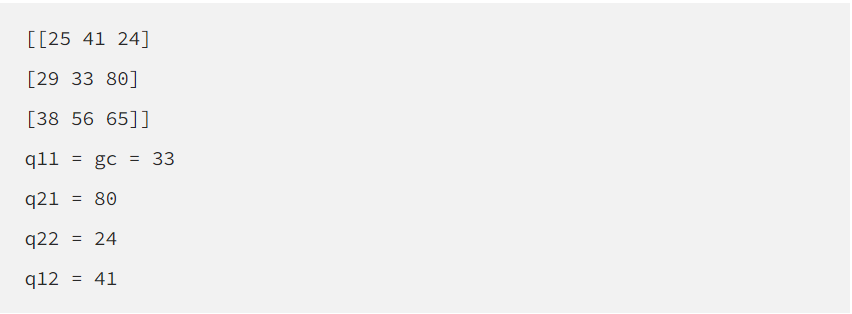 [[25 41 24]
[29 33 80]
[38 56 65]]
q11 = gc = 33
q21 = 80
q22 = 24
q12 = 41